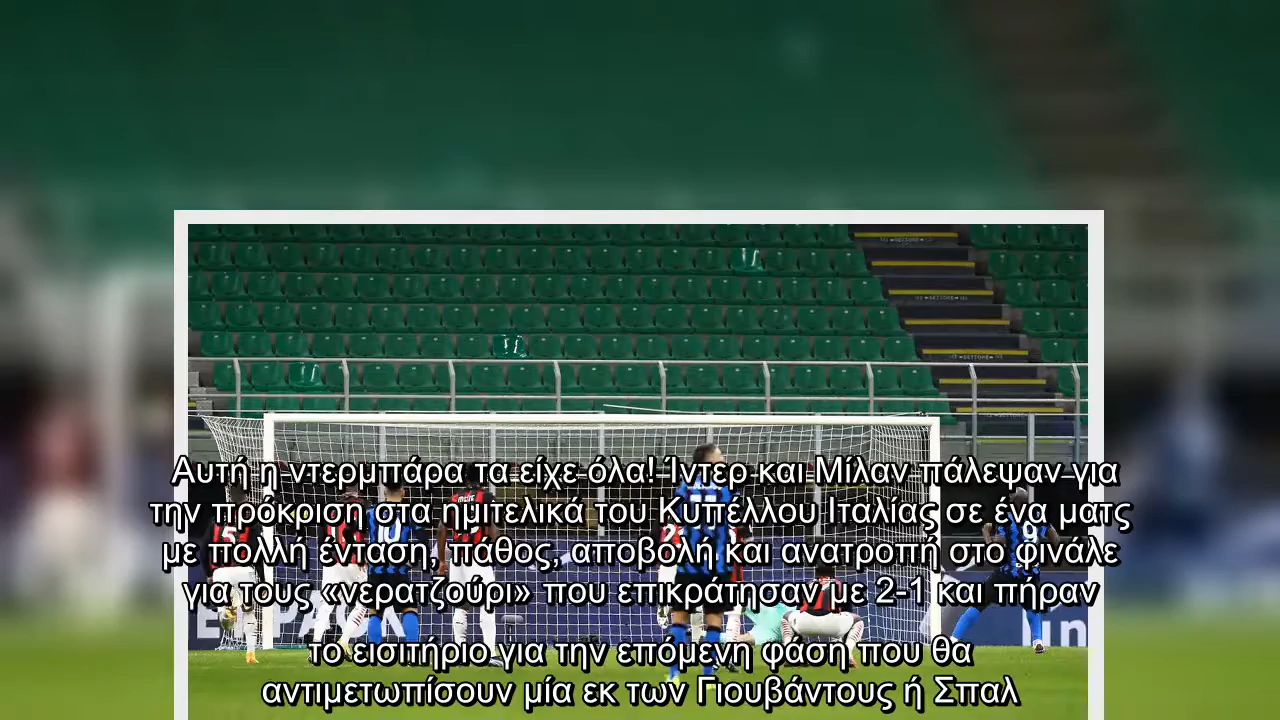 Αυτή η ντερμπάρα τα είχε όλα! Ίντερ και Μίλαν πάλεψαν για
την πρόκριση στα ημιτελικά του Κυπέλλου Ιταλίας σε ένα ματς
με πολλή ένταση, πάθος, αποβολή και ανατροπή στο φινάλε
για τους «νερατζούρι» που επικράτησαν με 2-1 και πήραν
το εισιτήριο για την επόμενη φάση που θα
αντιμετωπίσουν μία εκ των Γιουβάντους ή Σπαλ